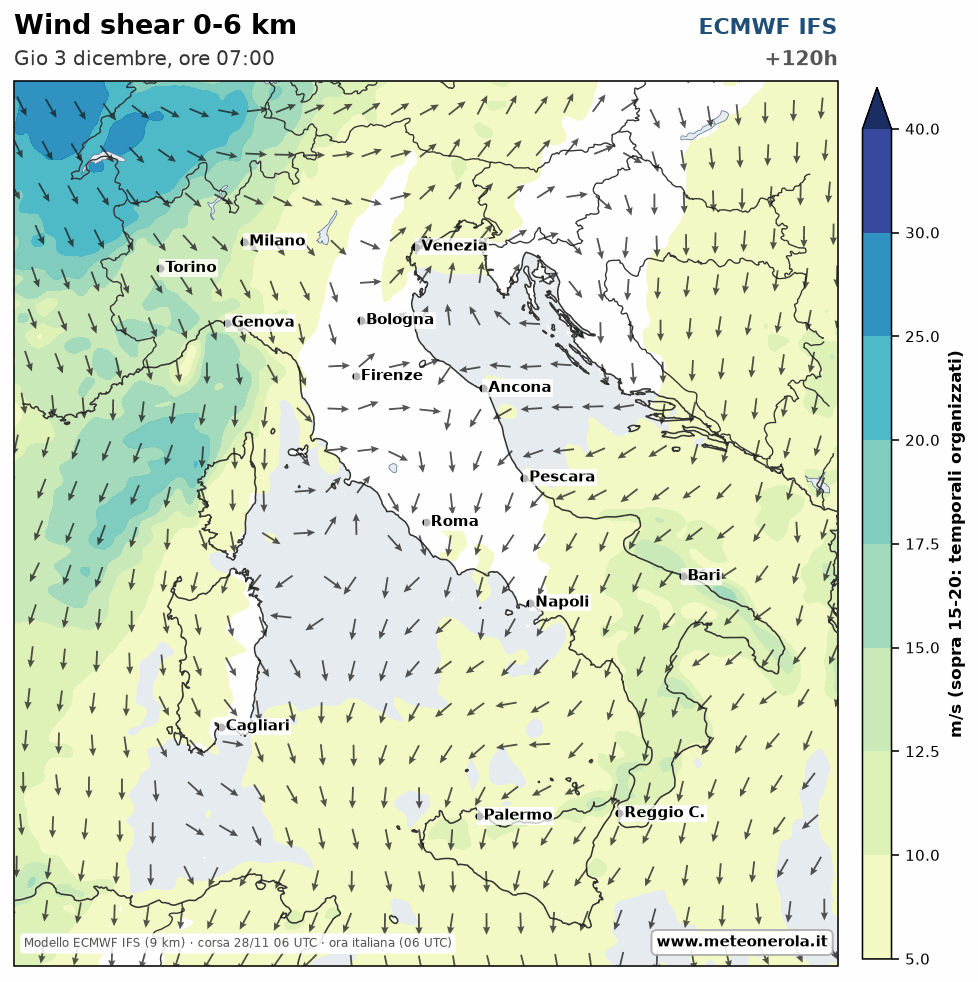 Wind shear 0-6 km
ECMWF IFS
Gio 3 dicembre, ore 07:00
+120h
40.0
30.0
25.0
20.0
17.5
15.0
12.5
10.0
5.0
m/s (sopra 15-20: temporali organizzati)
Milano
Venezia
Torino
Bologna
Genova
Firenze
Ancona
Pescara
Roma
Bari
Napoli
Cagliari
Palermo
Reggio C.
Modello ECMWF IFS (9 km) · corsa 28/11 06 UTC · ora italiana (06 UTC)
www.meteonerola.it